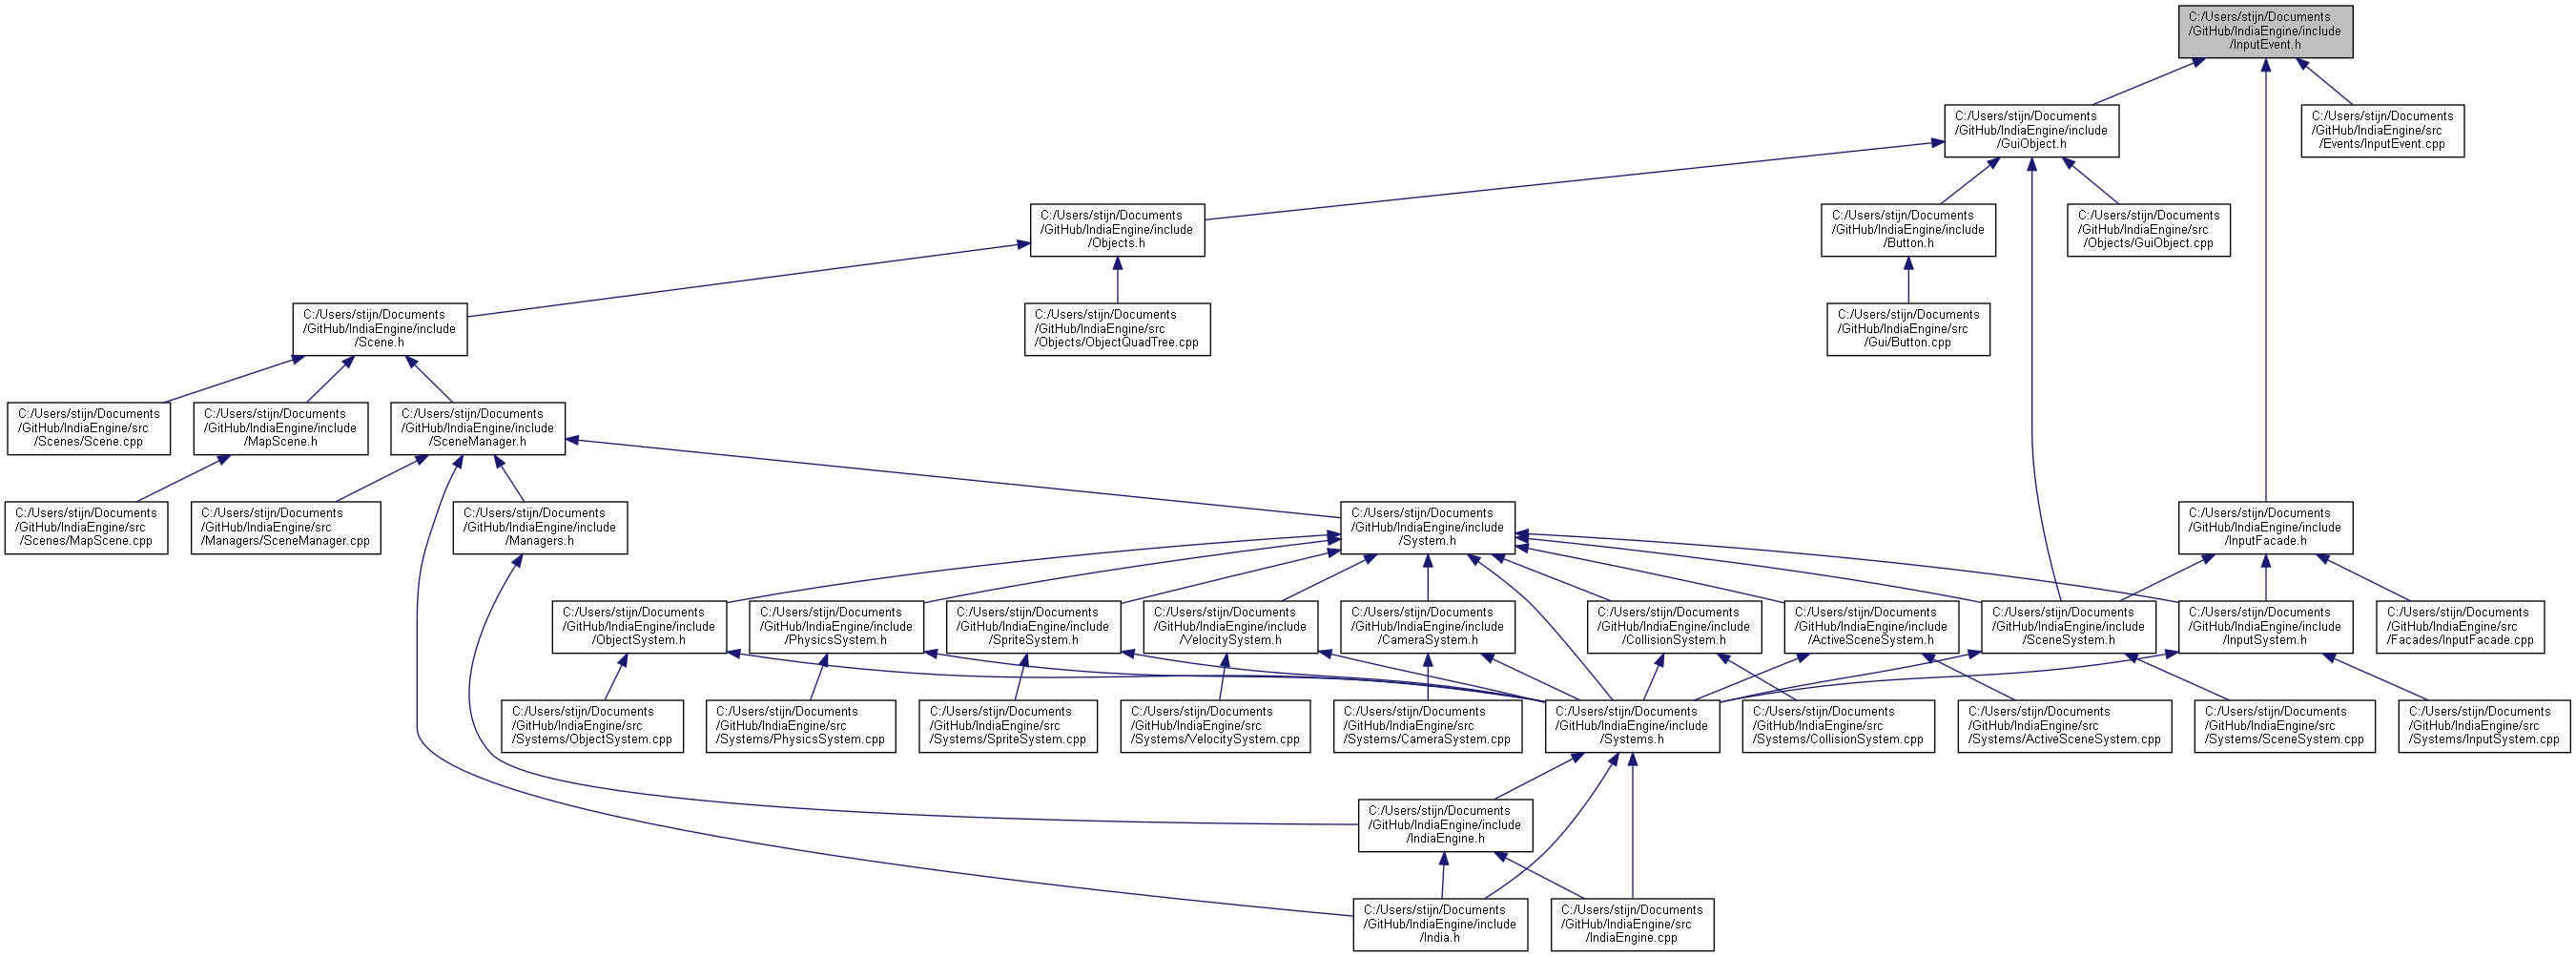 C:/Users/stijn/Documents
/GitHub/IndiaEngine/include
/InputEvent.h
C:/Users/stijn/Documents
/GitHub/IndiaEngine/include
/GuiObject.h
C:/Users/stijn/Documents
/GitHub/IndiaEngine/src
/Events/InputEvent.cpp
C:/Users/stijn/Documents
/GitHub/IndiaEngine/include
/Objects.h
C:/Users/stijn/Documents
/GitHub/IndiaEngine/include
/Button.h
C:/Users/stijn/Documents
/GitHub/IndiaEngine/src
/Objects/GuiObject.cpp
C:/Users/stijn/Documents
/GitHub/IndiaEngine/include
/Scene.h
C:/Users/stijn/Documents
/GitHub/IndiaEngine/src
/Objects/ObjectQuadTree.cpp
C:/Users/stijn/Documents
/GitHub/IndiaEngine/src
/Gui/Button.cpp
C:/Users/stijn/Documents
/GitHub/IndiaEngine/src
/Scenes/Scene.cpp
C:/Users/stijn/Documents
/GitHub/IndiaEngine/include
/MapScene.h
C:/Users/stijn/Documents
/GitHub/IndiaEngine/include
/SceneManager.h
C:/Users/stijn/Documents
/GitHub/IndiaEngine/src
/Scenes/MapScene.cpp
C:/Users/stijn/Documents
/GitHub/IndiaEngine/src
/Managers/SceneManager.cpp
C:/Users/stijn/Documents
/GitHub/IndiaEngine/include
/Managers.h
C:/Users/stijn/Documents
/GitHub/IndiaEngine/include
/System.h
C:/Users/stijn/Documents
/GitHub/IndiaEngine/include
/InputFacade.h
C:/Users/stijn/Documents
/GitHub/IndiaEngine/include
/ObjectSystem.h
C:/Users/stijn/Documents
/GitHub/IndiaEngine/include
/PhysicsSystem.h
C:/Users/stijn/Documents
/GitHub/IndiaEngine/include
/SpriteSystem.h
C:/Users/stijn/Documents
/GitHub/IndiaEngine/include
/VelocitySystem.h
C:/Users/stijn/Documents
/GitHub/IndiaEngine/include
/CameraSystem.h
C:/Users/stijn/Documents
/GitHub/IndiaEngine/include
/CollisionSystem.h
C:/Users/stijn/Documents
/GitHub/IndiaEngine/include
/ActiveSceneSystem.h
C:/Users/stijn/Documents
/GitHub/IndiaEngine/include
/SceneSystem.h
C:/Users/stijn/Documents
/GitHub/IndiaEngine/include
/InputSystem.h
C:/Users/stijn/Documents
/GitHub/IndiaEngine/src
/Facades/InputFacade.cpp
C:/Users/stijn/Documents
/GitHub/IndiaEngine/src
/Systems/ObjectSystem.cpp
C:/Users/stijn/Documents
/GitHub/IndiaEngine/src
/Systems/PhysicsSystem.cpp
C:/Users/stijn/Documents
/GitHub/IndiaEngine/src
/Systems/SpriteSystem.cpp
C:/Users/stijn/Documents
/GitHub/IndiaEngine/src
/Systems/VelocitySystem.cpp
C:/Users/stijn/Documents
/GitHub/IndiaEngine/src
/Systems/CameraSystem.cpp
C:/Users/stijn/Documents
/GitHub/IndiaEngine/include
/Systems.h
C:/Users/stijn/Documents
/GitHub/IndiaEngine/src
/Systems/CollisionSystem.cpp
C:/Users/stijn/Documents
/GitHub/IndiaEngine/src
/Systems/ActiveSceneSystem.cpp
C:/Users/stijn/Documents
/GitHub/IndiaEngine/src
/Systems/SceneSystem.cpp
C:/Users/stijn/Documents
/GitHub/IndiaEngine/src
/Systems/InputSystem.cpp
C:/Users/stijn/Documents
/GitHub/IndiaEngine/include
/IndiaEngine.h
C:/Users/stijn/Documents
/GitHub/IndiaEngine/include
/India.h
C:/Users/stijn/Documents
/GitHub/IndiaEngine/src
/IndiaEngine.cpp